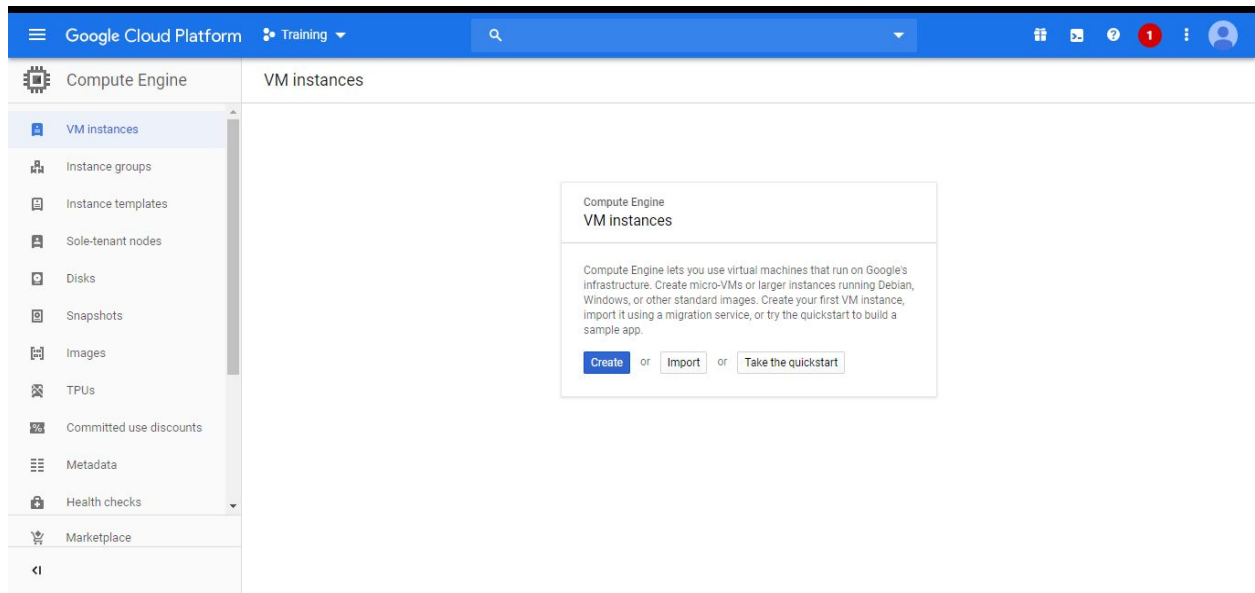 Google Cloud Platform
Training
1
Compute Engine
VM instances
VM instances
Instance groups
Instance templates
Sole-tenant nodes
Disks
Snapshots
Images
TPUs
Committed use discounts
Metadata
Health checks
Marketplace
Compute Engine
VM instances
Compute Engine lets you use virtual machines that run on Google's
infrastructure. Create micro-VMs or larger instances running Debian,
Windows, or other standard images. Create your first VM instance,
import it using a migration service, or try the quickstart to build a
sample app.
Create or Import or Take the quickstart